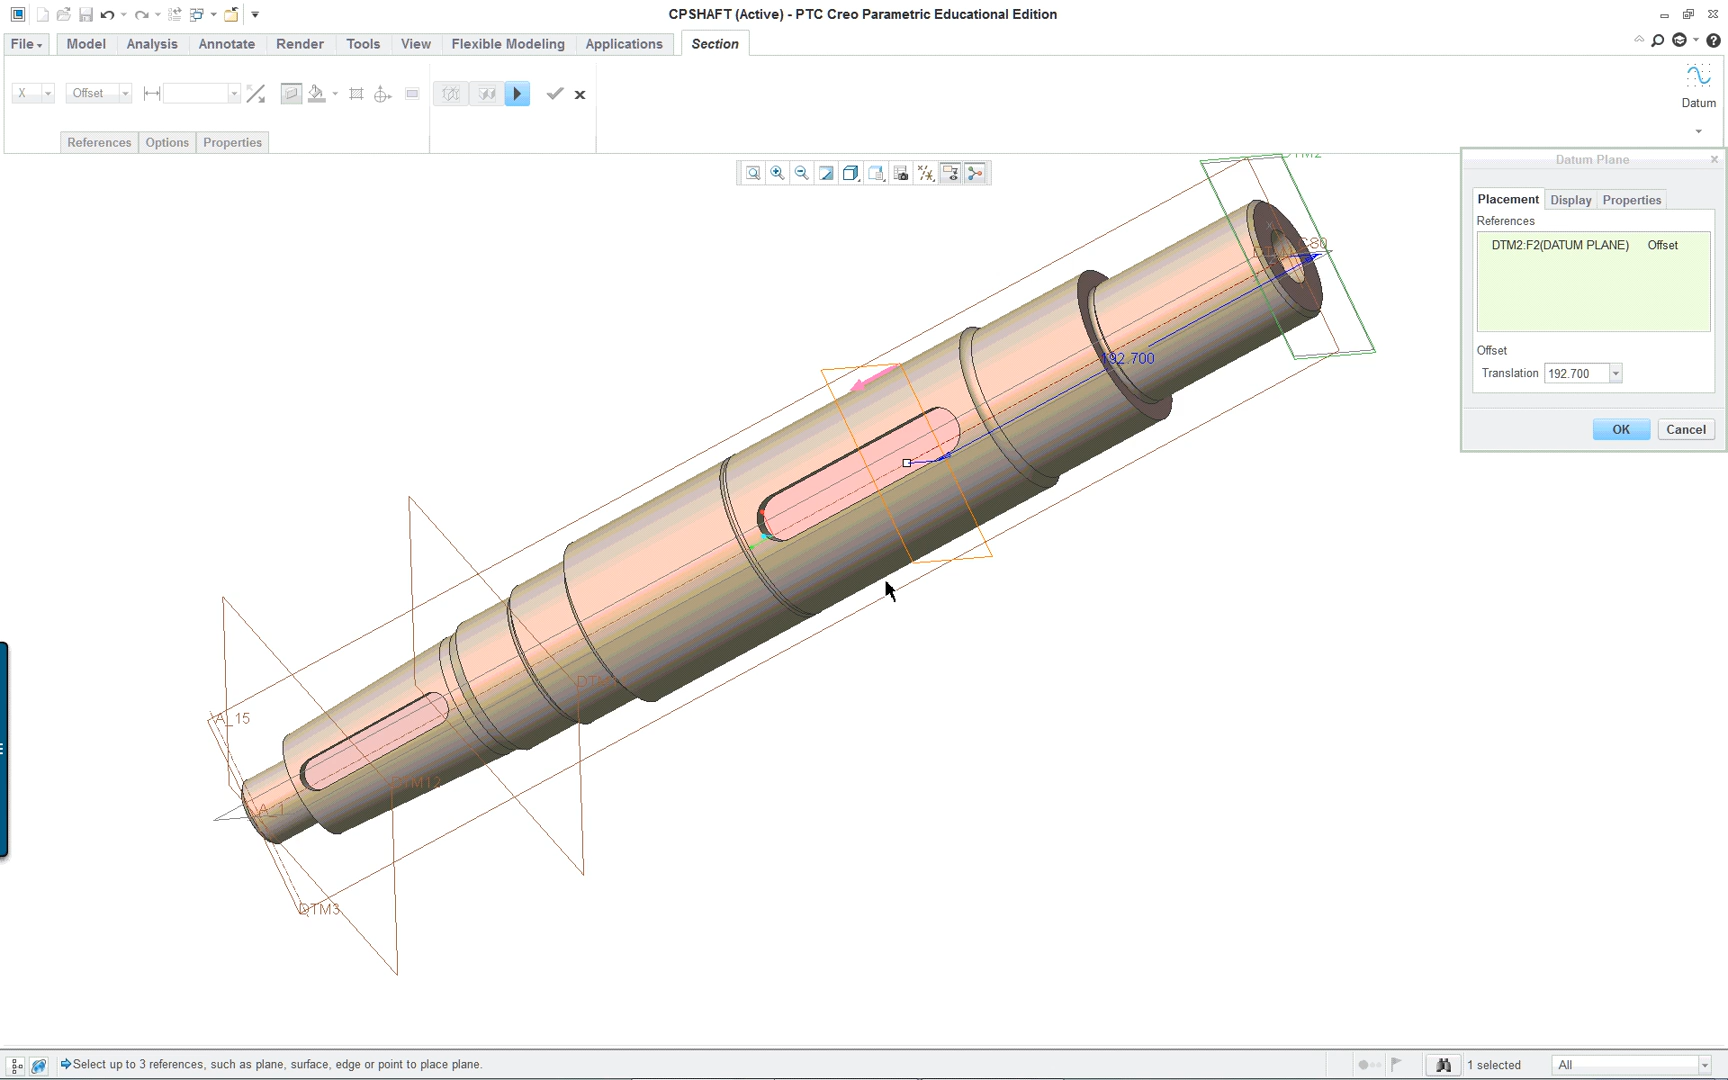 CPSHAFT (Active) - PTC Creo Parametric Educational Edition
File Model Analysis Annotate Render Tools View Flexible Modeling Applications Section
X Offset
Datum
References Options Properties
DTM2
Datum Plane
Placement Display Properties
References
DTM2:F2(DATUM PLANE) Offset
192.700
Offset
Translation 192.700
OK Cancel
A_15
DTM12
A_1
DTM3
Select up to 3 references, such as plane, surface, edge or point to place plane.
1 selected
All